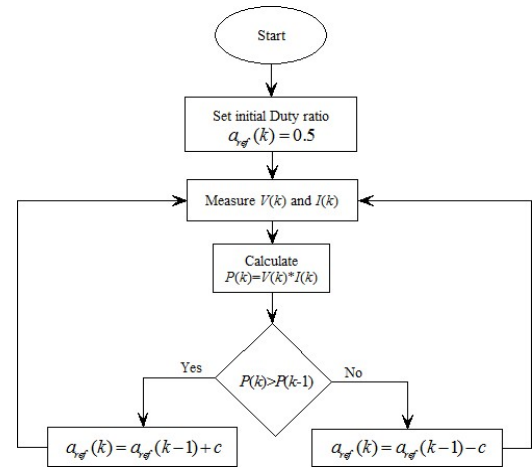 Start
Set initial Duty ratio
a_ref(k) = 0.5
Measure V(k) and I(k)
Calculate
P(k)=V(k)*I(k)
P(k)>P(k-1)
Yes
No
a_ref(k) = a_ref(k−1)+c
a_ref(k) = a_ref(k−1)−c